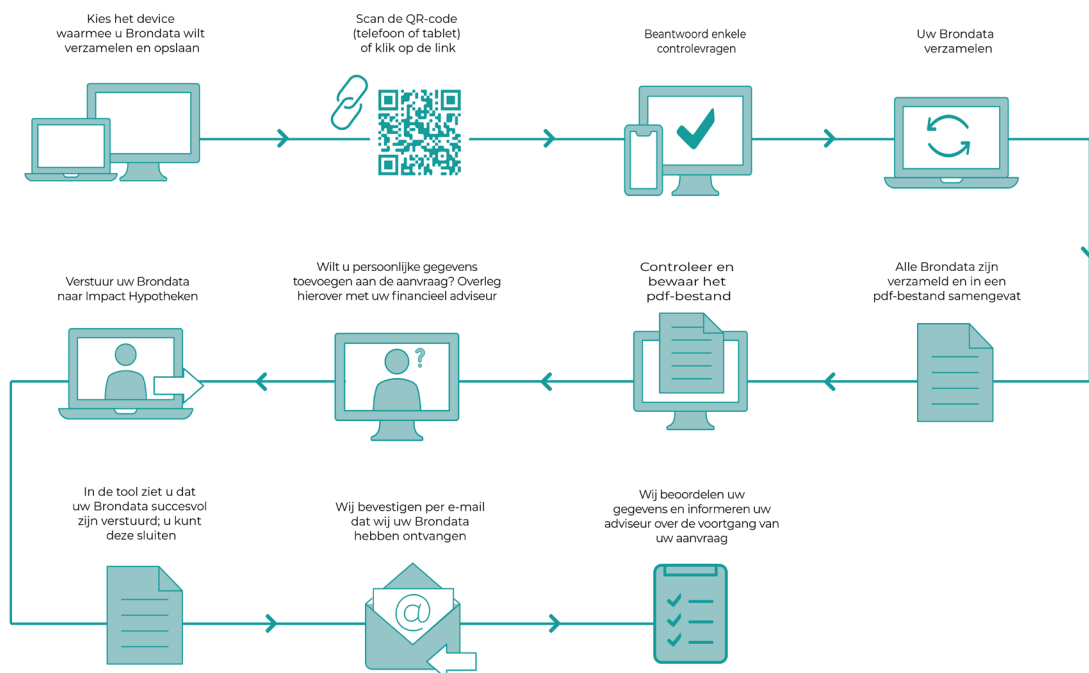 Kies het device
waarmee u Brondata wilt
verzamelen en opslaan
Scan de QR-code
(telefoon of tablet)
of klik op de link
Beantwoord enkele
controlevragen
Uw Brondata
verzamelen
Alle Brondata zijn
verzameld en in een
pdf-bestand samengevat
Controleer en
bewaar het
pdf-bestand
Wilt u persoonlijke gegevens
toevoegen aan de aanvraag? Overleg
hierover met uw financieel adviseur
?
Verstuur uw Brondata
naar Impact Hypotheken
In de tool ziet u dat
uw Brondata succesvol
zijn verstuurd; u kunt
deze sluiten
Wij bevestigen per e-mail
dat wij uw Brondata
hebben ontvangen
@
Wij beoordelen uw
gegevens en informeren uw
adviseur over de voortgang van
uw aanvraag